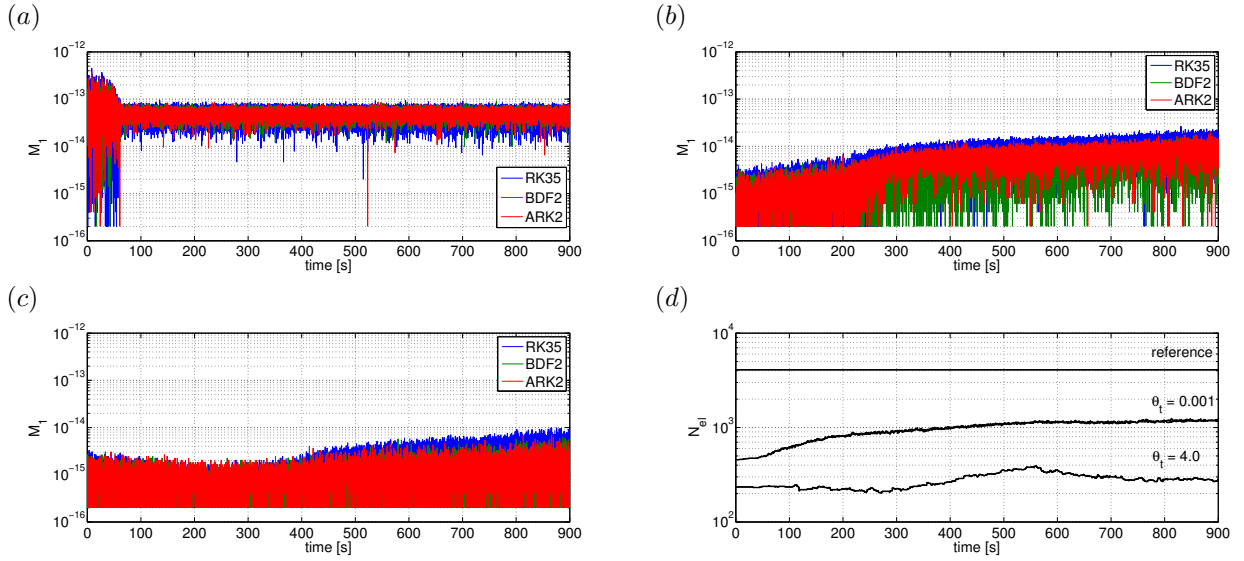 (a)
10^-12
10^-13
10^-14
10^-15
10^-16
M_1
RK35
BDF2
ARK2
0 100 200 300 400 500 600 700 800 900
time [s]
(b)
10^-12
10^-13
10^-14
10^-15
10^-16
M_1
RK35
BDF2
ARK2
0 100 200 300 400 500 600 700 800 900
time [s]
(c)
10^-12
10^-13
10^-14
10^-15
10^-16
M_1
RK35
BDF2
ARK2
0 100 200 300 400 500 600 700 800 900
time [s]
(d)
10^4
10^3
10^2
N_el
reference
θ_t = 0.001
θ_t = 4.0
0 100 200 300 400 500 600 700 800 900
time [s]